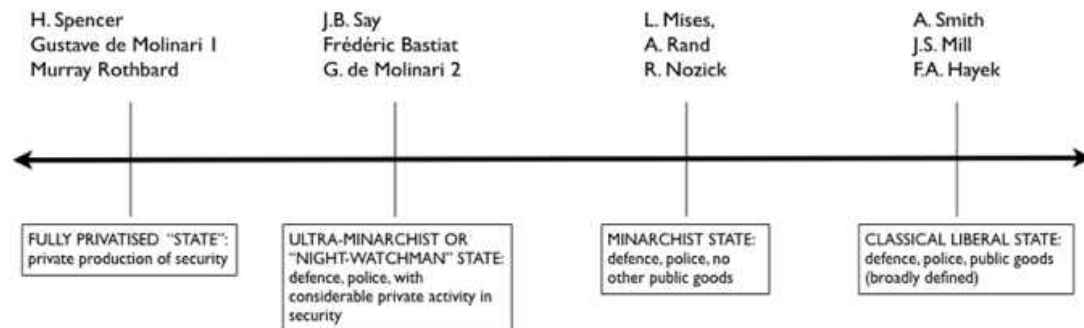 H. Spencer
Gustave de Molinari 1
Murray Rothbard
J.B. Say
Frédéric Bastiat
G. de Molinari 2
L. Mises,
A. Rand
R. Nozick
A. Smith
J.S. Mill
F.A. Hayek
FULLY PRIVATISED "STATE":
private production of security
ULTRA-MINARCHIST OR
"NIGHT-WATCHMAN" STATE:
defence, police, with
considerable private activity in
security
MINARCHIST STATE:
defence, police, no
other public goods
CLASSICAL LIBERAL STATE:
defence, police, public goods
(broadly defined)